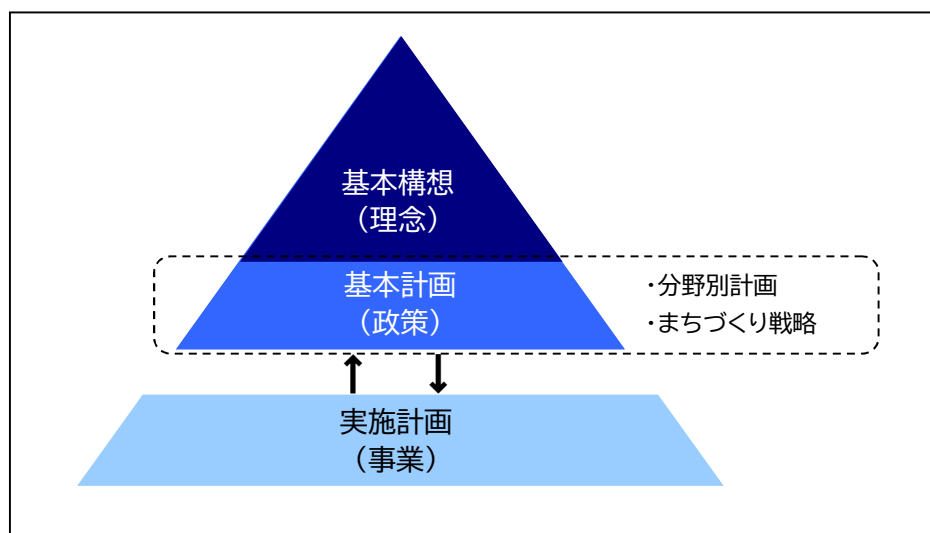 基本構想
（理念）
基本計画
（政策）
・分野別計画
・まちづくり戦略
実施計画
（事業）